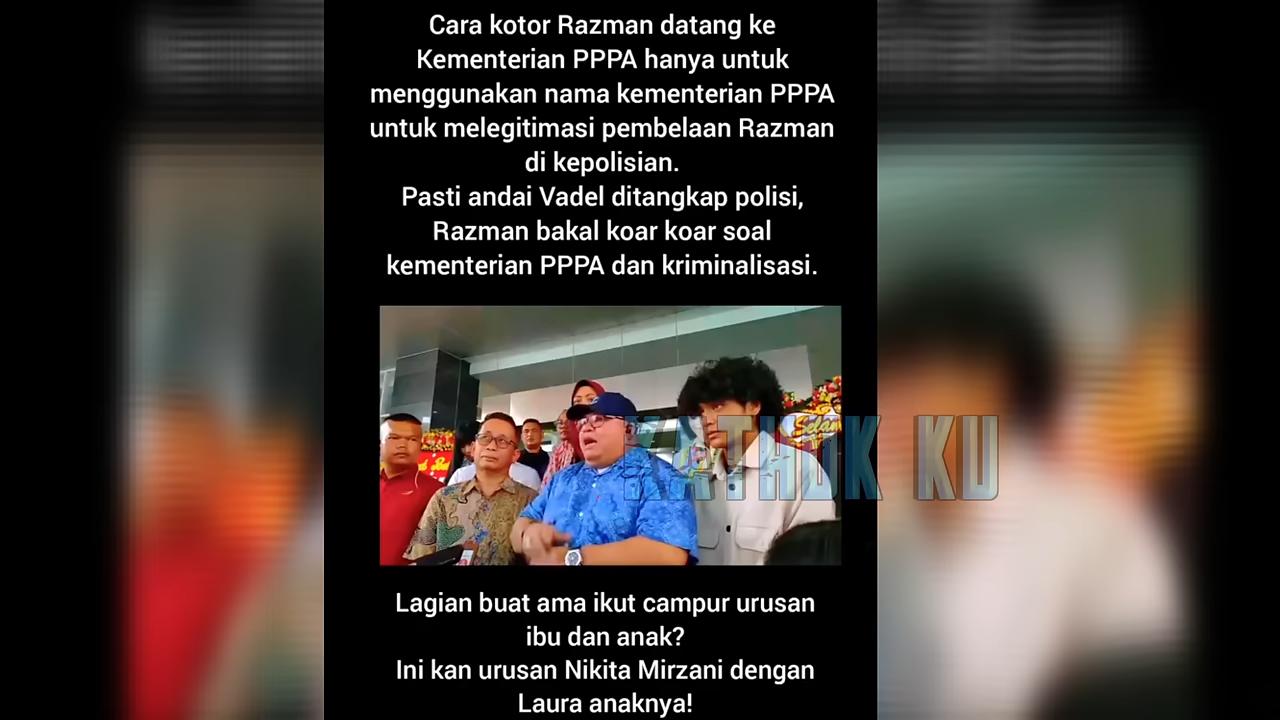 Cara kotor Razman datang ke
Kementerian PPPA hanya untuk
menggunakan nama kementerian PPPA
untuk melegitimasi pembelaan Razman
di kepolisian.
Pasti andai Vadel ditangkap polisi,
Razman bakal koar koar soal
kementerian PPPA dan kriminalisasi.
Selam
KATHUK KU
Lagian buat ama ikut campur urusan
ibu dan anak?
Ini kan urusan Nikita Mirzani dengan
Laura anaknya!